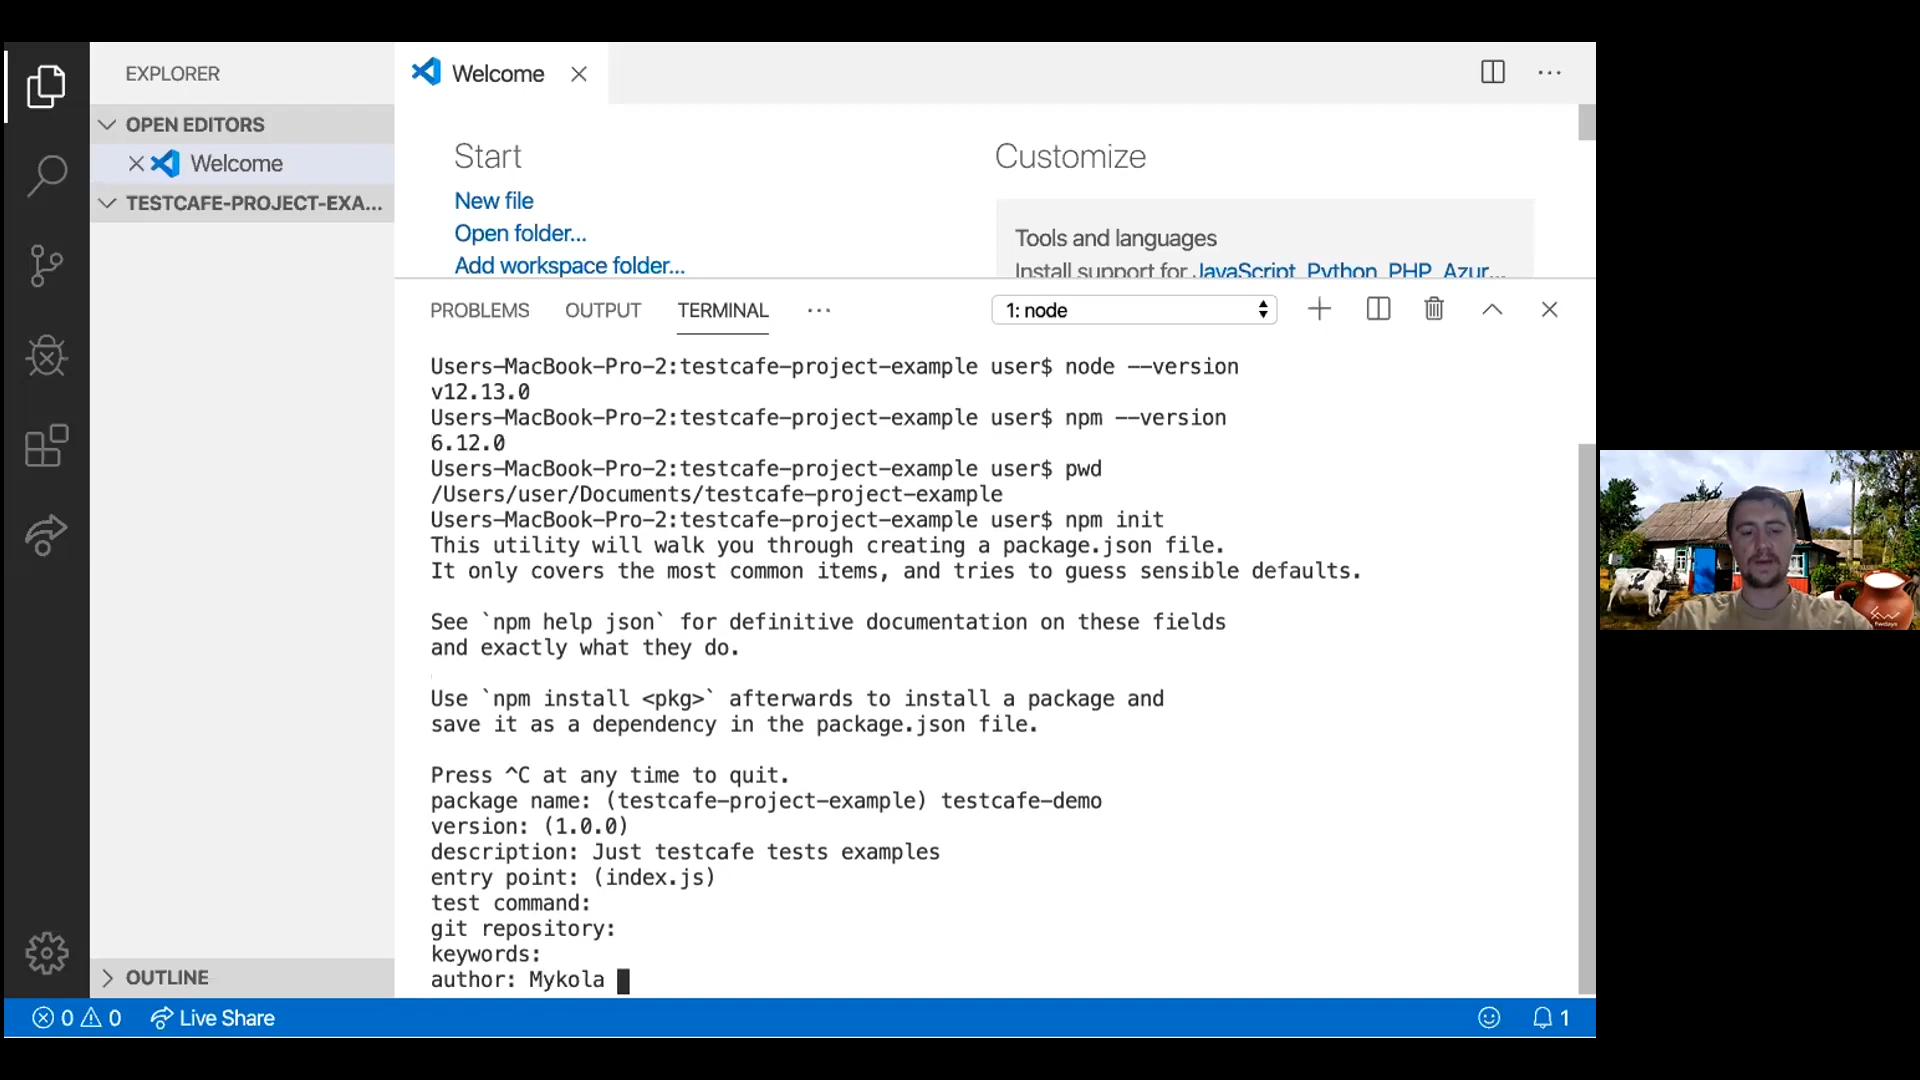 EXPLORER
Welcome
OPEN EDITORS
Welcome
TESTCAFE-PROJECT-EXA...
Start
New file
Open folder...
Add workspace folder...
Customize
Tools and languages
Install support for JavaScript, Python, PHP, Azur...
PROBLEMS OUTPUT TERMINAL ...
1: node
Users-MacBook-Pro-2:testcafe-project-example user$ node --version
v12.13.0
Users-MacBook-Pro-2:testcafe-project-example user$ npm --version
6.12.0
Users-MacBook-Pro-2:testcafe-project-example user$ pwd
/Users/user/Documents/testcafe-project-example
Users-MacBook-Pro-2:testcafe-project-example user$ npm init
This utility will walk you through creating a package.json file.
It only covers the most common items, and tries to guess sensible defaults.
See `npm help json` for definitive documentation on these fields
and exactly what they do.
Use `npm install <pkg>` afterwards to install a package and
save it as a dependency in the package.json file.
Press ^C at any time to quit.
package name: (testcafe-project-example) testcafe-demo
version: (1.0.0)
description: Just testcafe tests examples
entry point: (index.js)
test command:
git repository:
keywords:
author: Mykola
OUTLINE
0 0 Live Share
1
fwdays